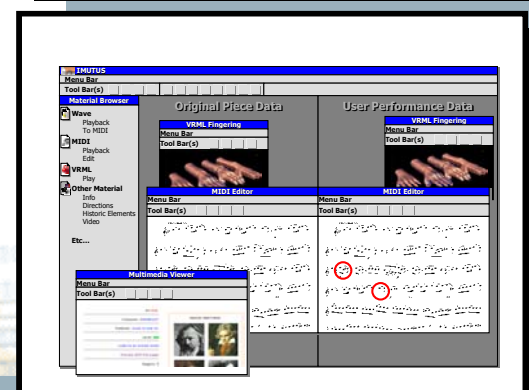 IMUTUS
Menu Bar
Tool Bar(s)
Material Browser
Wave
Playback
To MIDI
MIDI
Playback
Edit
VRML
Play
Other Material
Info
Directions
Historic Elements
Video
Etc...
Original Piece Data
VRML Fingering
Menu Bar
Tool Bar(s)
MIDI Editor
Menu Bar
Tool Bar(s)
User Performance Data
VRML Fingering
Menu Bar
Tool Bar(s)
MIDI Editor
Menu Bar
Tool Bar(s)
Multimedia Viewer
Menu Bar
Tool Bar(s)